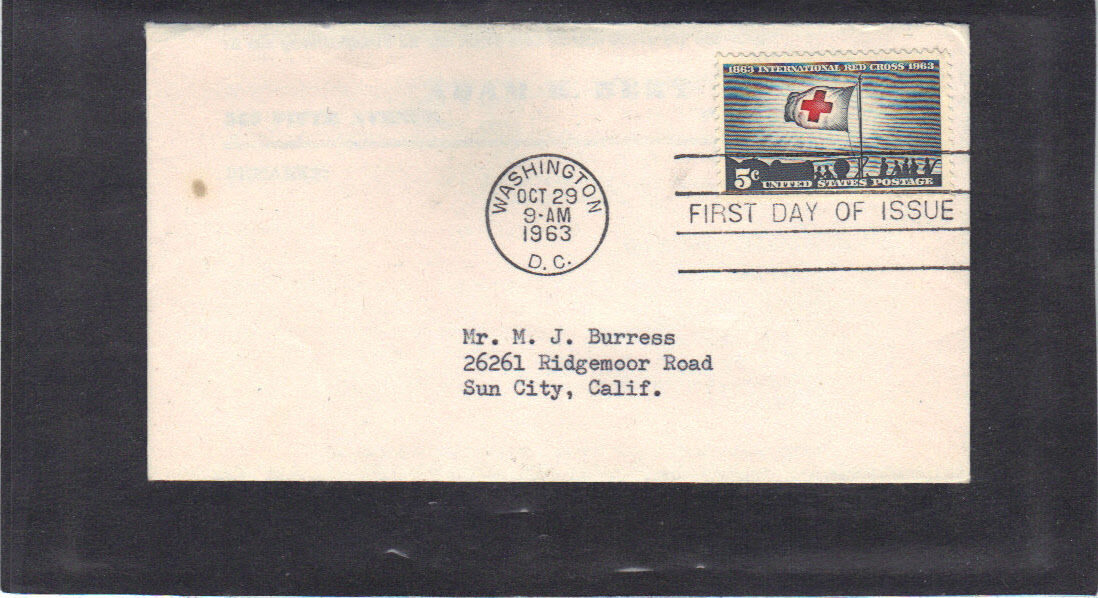 1863 INTERNATIONAL RED CROSS 1963
5c UNITED STATES POSTAGE
WASHINGTON
OCT 29
9-AM
1963
D.C.
FIRST DAY OF ISSUE
Mr. M. J. Burress
26261 Ridgemoor Road
Sun City, Calif.